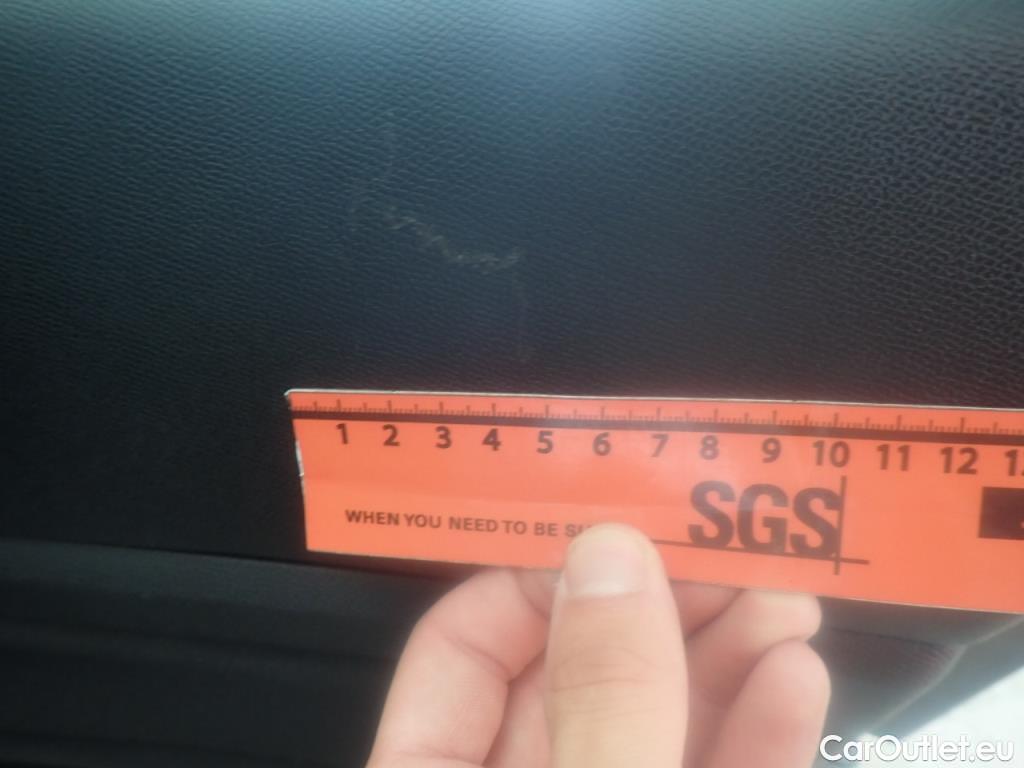 1 2 3 4 5 6 7 8 9 10 11 12
WHEN YOU NEED TO BE
SGS
CarOutlet.eu